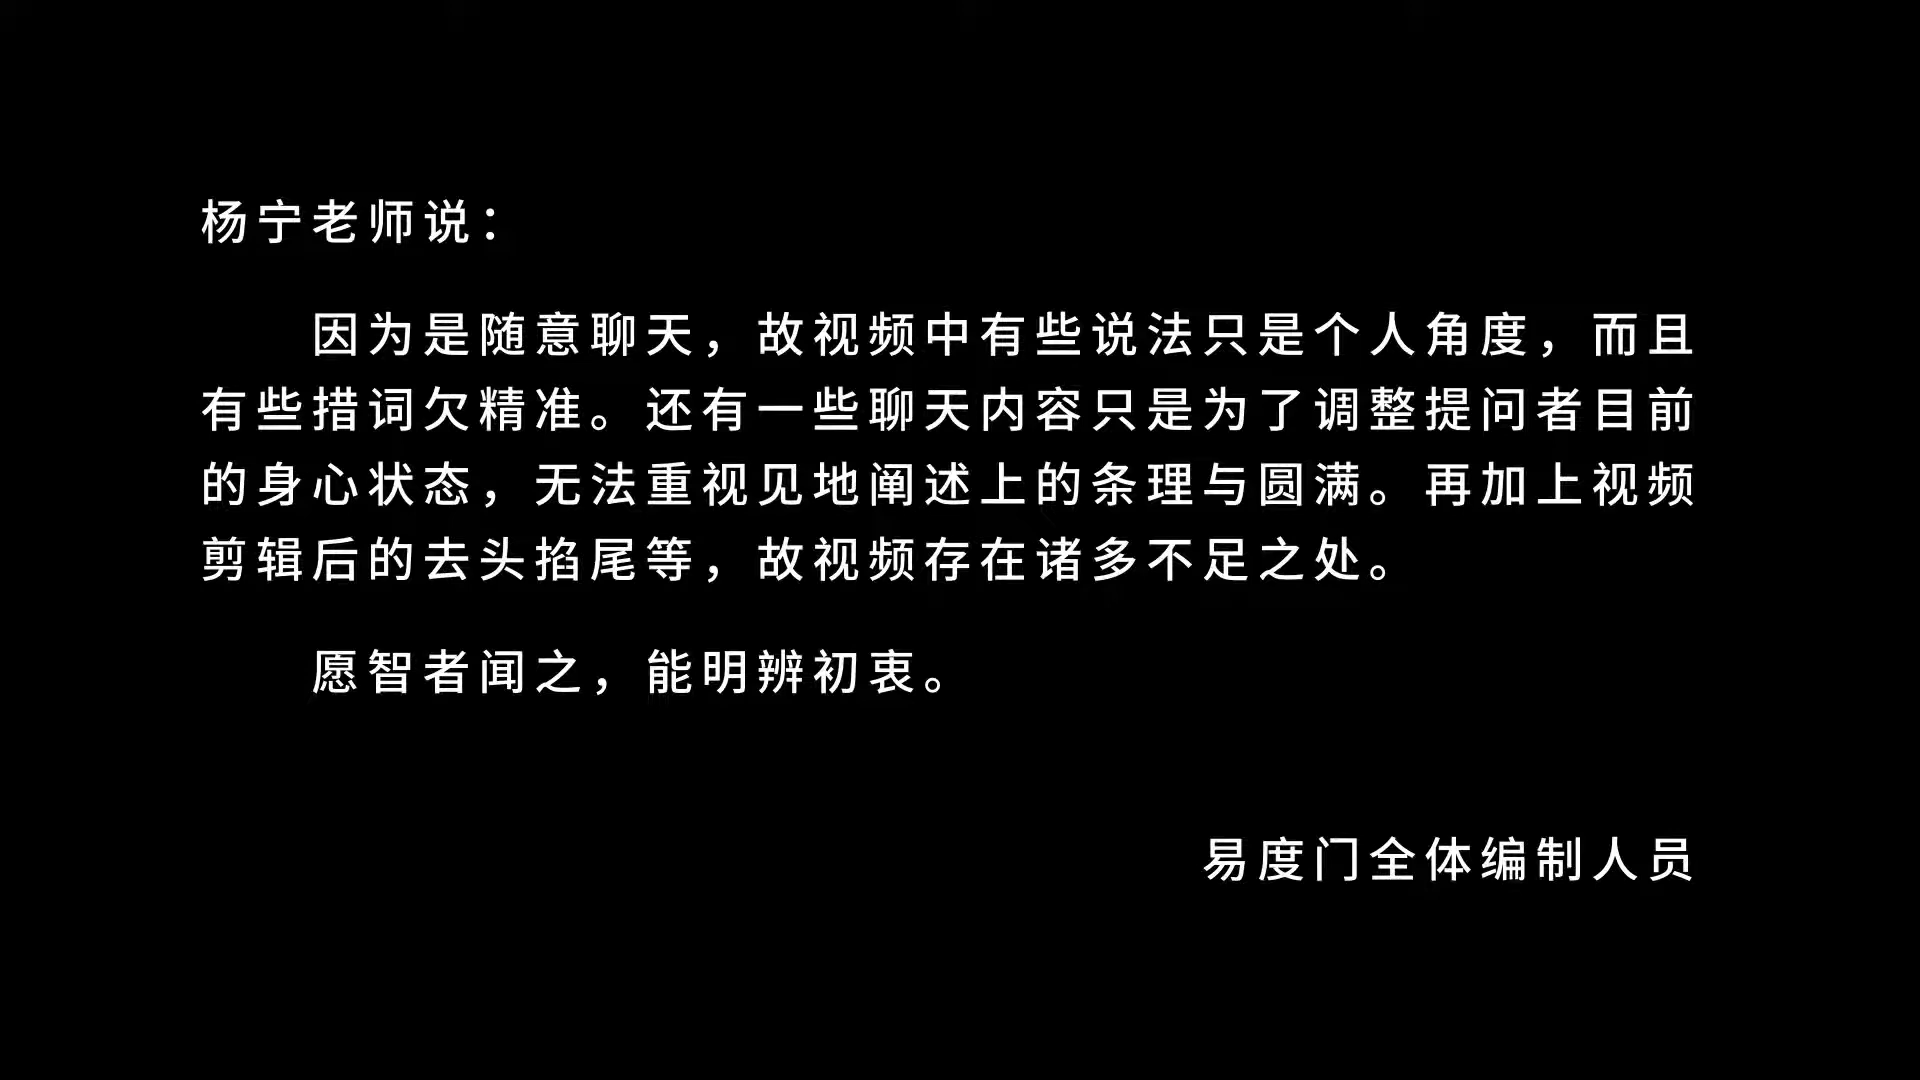 杨宁老师说：
因为是随意聊天，故视频中有些说法只是个人角度，而且
有些措词欠精准。还有一些聊天内容只是为了调整提问者目前
的身心状态，无法重视见地阐述上的条理与圆满。再加上视频
剪辑后的去头掐尾等，故视频存在诸多不足之处。
愿智者闻之，能明辨初衷。
易度门全体编制人员